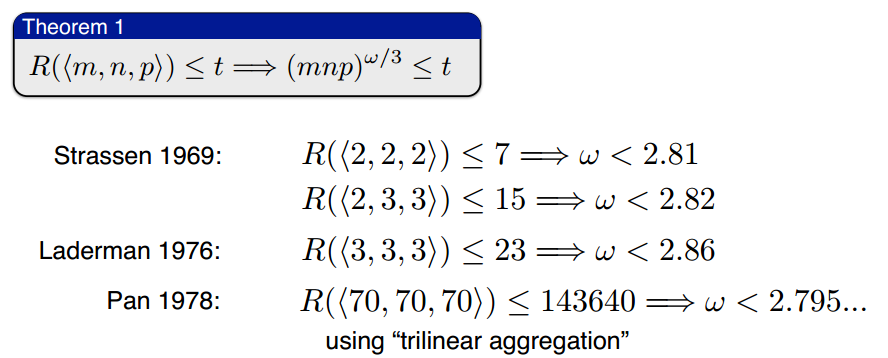 Theorem 1
R(⟨m, n, p⟩) ≤ t ⟹ (mnp)^{ω/3} ≤ t
Strassen 1969: R(⟨2, 2, 2⟩) ≤ 7 ⟹ ω < 2.81
R(⟨2, 3, 3⟩) ≤ 15 ⟹ ω < 2.82
Laderman 1976: R(⟨3, 3, 3⟩) ≤ 23 ⟹ ω < 2.86
Pan 1978: R(⟨70, 70, 70⟩) ≤ 143640 ⟹ ω < 2.795...
using “trilinear aggregation”